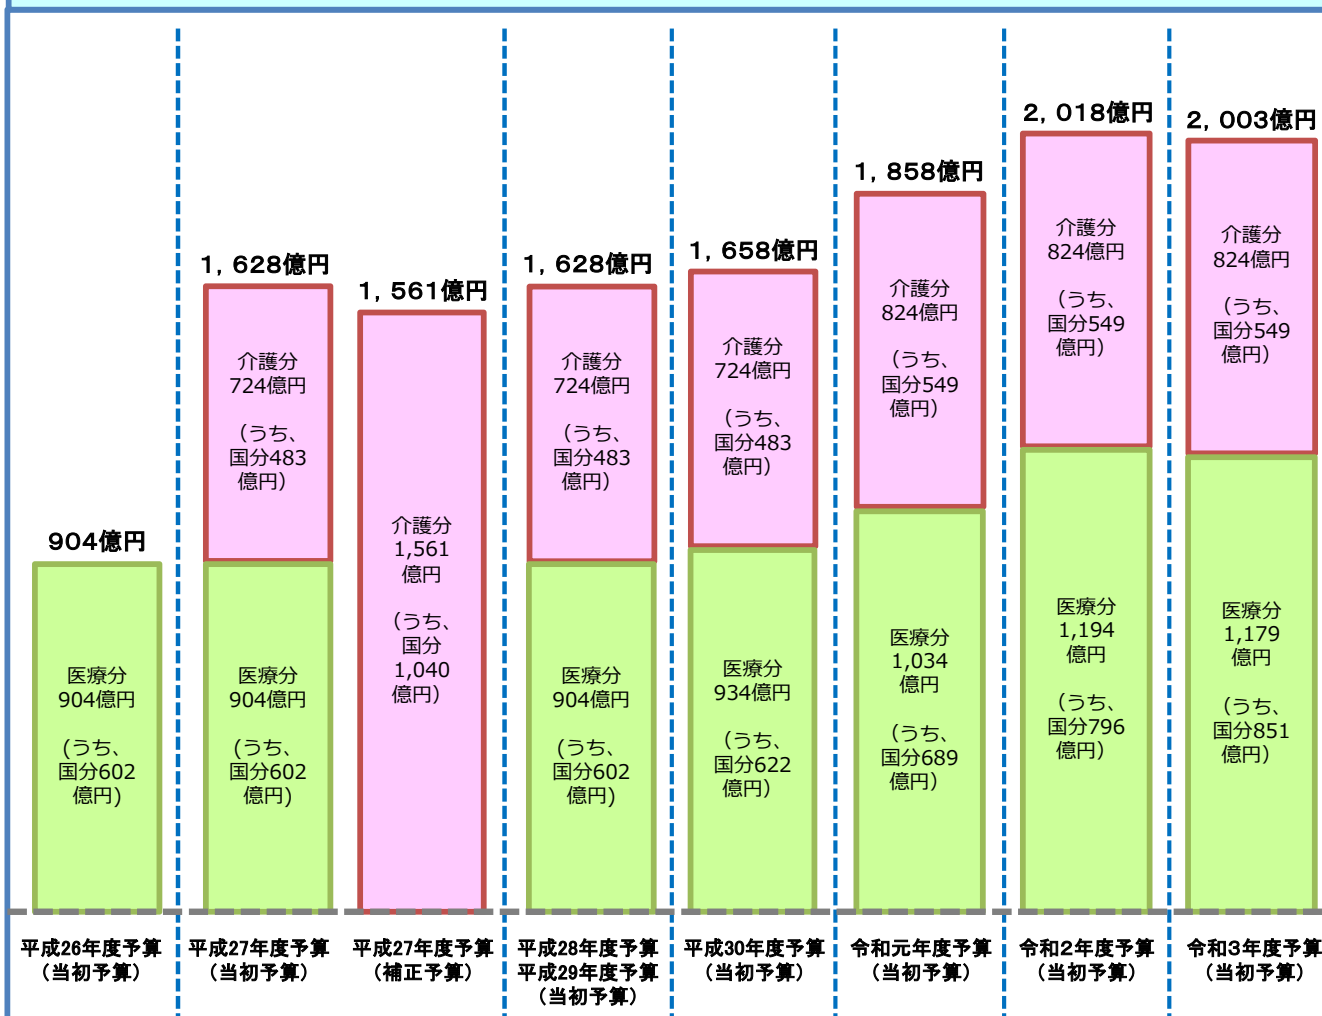 904億円
医療分
904億円
(うち、
国分602
億円)
平成26年度予算
（当初予算）
1，628億円
介護分
724億円
（うち、
国分483
億円）
医療分
904億円
(うち、
国分602
億円)
平成27年度予算
（当初予算）
1，561億円
介護分
1,561
億円
（うち、
国分
1,040
億円）
平成27年度予算
（補正予算）
1，628億円
介護分
724億円
（うち、
国分483
億円）
医療分
904億円
(うち、
国分602
億円)
平成28年度予算
平成29年度予算
（当初予算）
1，658億円
介護分
724億円
（うち、
国分483
億円）
医療分
934億円
（うち、
国分622
億円）
平成30年度予算
（当初予算）
1，858億円
介護分
824億円
（うち、
国分549
億円）
医療分
1,034
億円
（うち、
国分689
億円）
令和元年度予算
（当初予算）
2，018億円
介護分
824億円
（うち、
国分549
億円）
医療分
1,194
億円
（うち、
国分796
億円）
令和２年度予算
（当初予算）
2，003億円
介護分
824億円
（うち、
国分549
億円）
医療分
1,179
億円
（うち、
国分851
億円）
令和３年度予算
（当初予算）